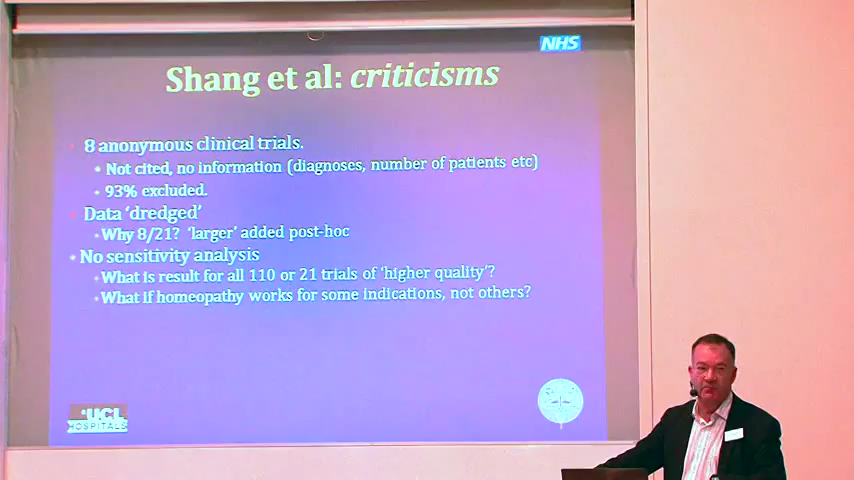 NHS
Shang et al: criticisms
8 anonymous clinical trials.
Not cited, no information (diagnoses, number of patients etc)
93% excluded.
Data ‘dredged’
Why 8/21? ‘larger’ added post-hoc
No sensitivity analysis
What is result for all 110 or 21 trials of ‘higher quality’?
What if homeopathy works for some indications, not others?
UCL
HOSPITALS